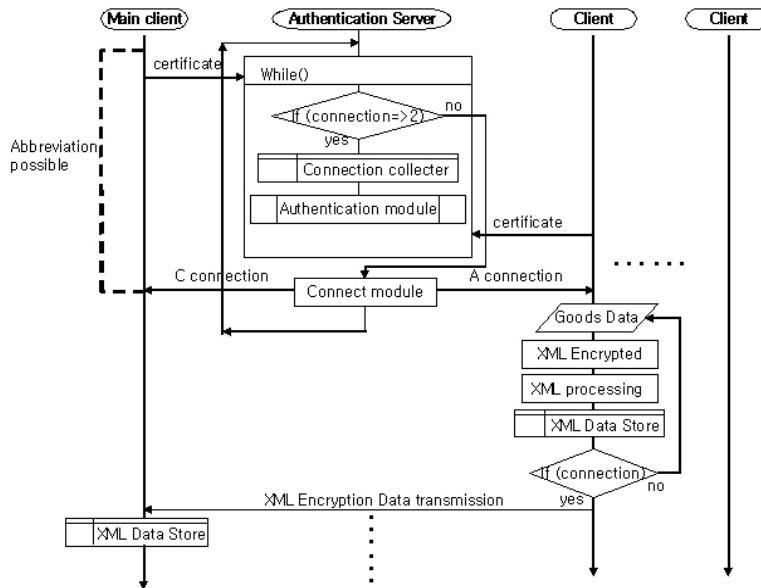 Main client
Authentication Server
Client
Client
certificate
While()
If (connection=>2)
no
yes
Abbreviation
possible
Connection collecter
Authentication module
certificate
C connection
A connection
Connect module
Goods Data
XML Encrypted
XML processing
XML Data Store
If (connection)
no
yes
XML Encryption Data transmission
XML Data Store